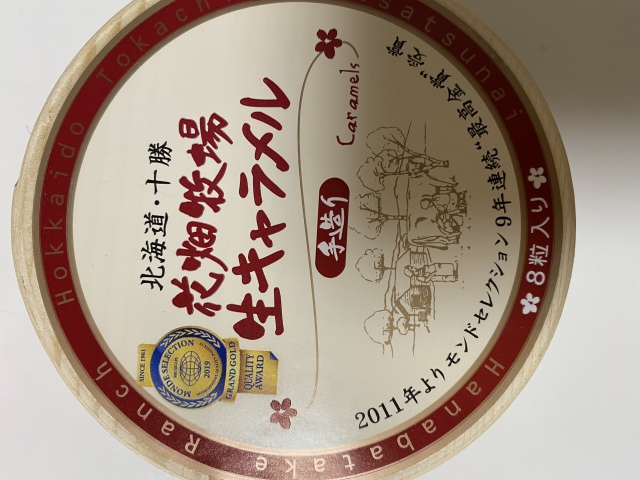 Hokkaido Tokachi
satsunai
北海道・十勝
花畑牧場
生キャラメル
Caramels
手造り
SINCE 1961
MONDE SELECTION
2019
GRAND GOLD
QUALITY
AWARD
2011年よりモンドセレクション9年連続"最高金賞"受賞
8粒入り
Hanabatake Ranch